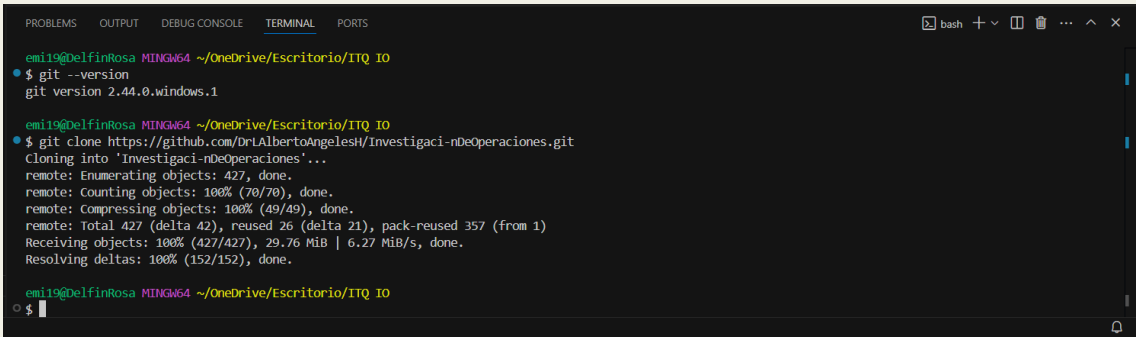 PROBLEMS OUTPUT DEBUG CONSOLE TERMINAL PORTS bash
emi19@DelfinRosa MINGW64 ~/OneDrive/Escritorio/ITQ IO
$ git --version
git version 2.44.0.windows.1
emi19@DelfinRosa MINGW64 ~/OneDrive/Escritorio/ITQ IO
$ git clone https://github.com/DrLAlbertoAngelesH/Investigaci-nDeOperaciones.git
Cloning into 'Investigaci-nDeOperaciones'...
remote: Enumerating objects: 427, done.
remote: Counting objects: 100% (70/70), done.
remote: Compressing objects: 100% (49/49), done.
remote: Total 427 (delta 42), reused 26 (delta 21), pack-reused 357 (from 1)
Receiving objects: 100% (427/427), 29.76 MiB | 6.27 MiB/s, done.
Resolving deltas: 100% (152/152), done.
emi19@DelfinRosa MINGW64 ~/OneDrive/Escritorio/ITQ IO
$